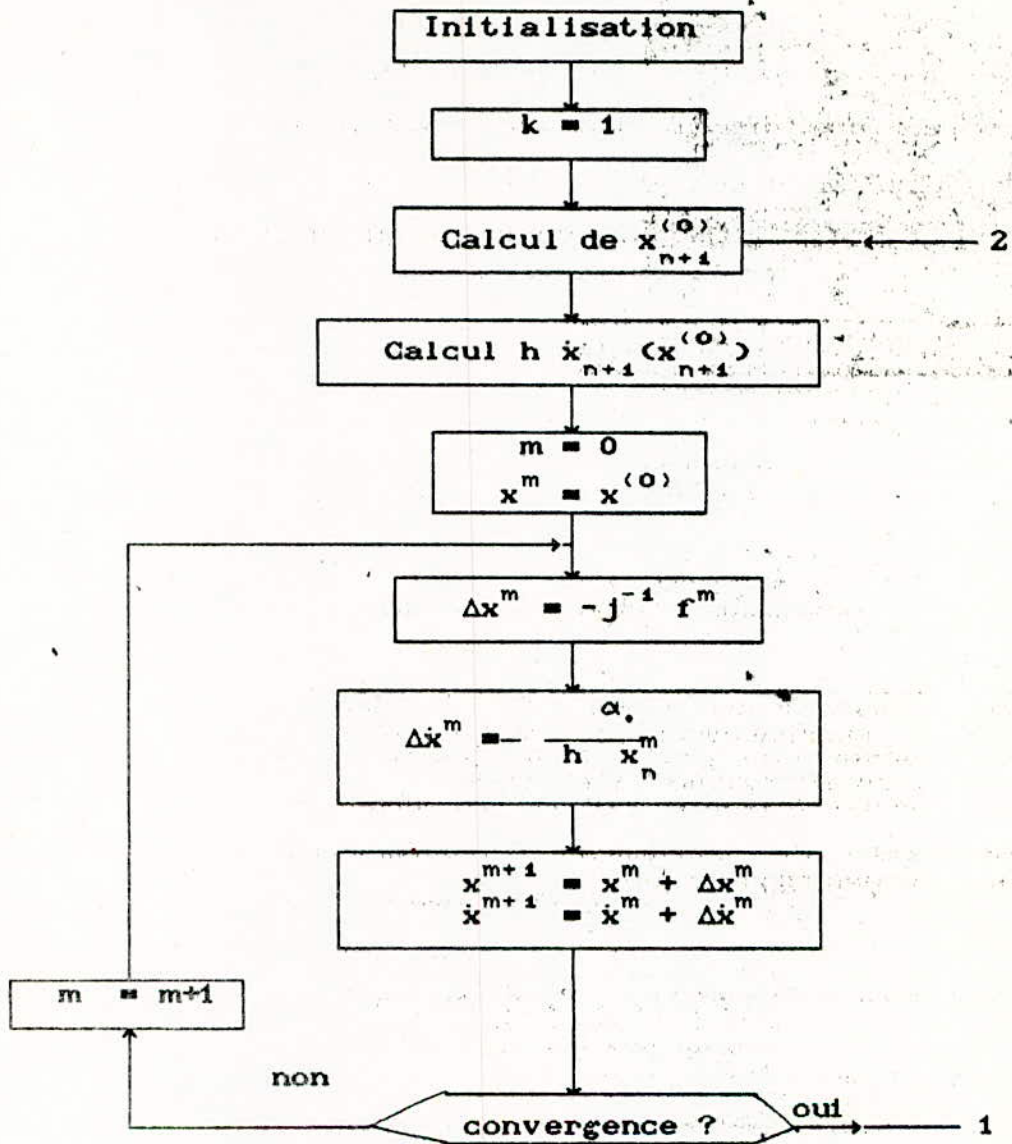 Initialisation
k = 1
Calcul de x_{n+1}^{(0)}
2
Calcul h ẋ_{n+1} (x_{n+1}^{(0)})
m = 0
x^m = x^{(0)}
Δx^m = -j^{-1} f^m
Δẋ^m = - α₀ / h x_n^m
x^{m+1} = x^m + Δx^m
ẋ^{m+1} = ẋ^m + Δẋ^m
m = m+1
non
convergence ?
oui
1